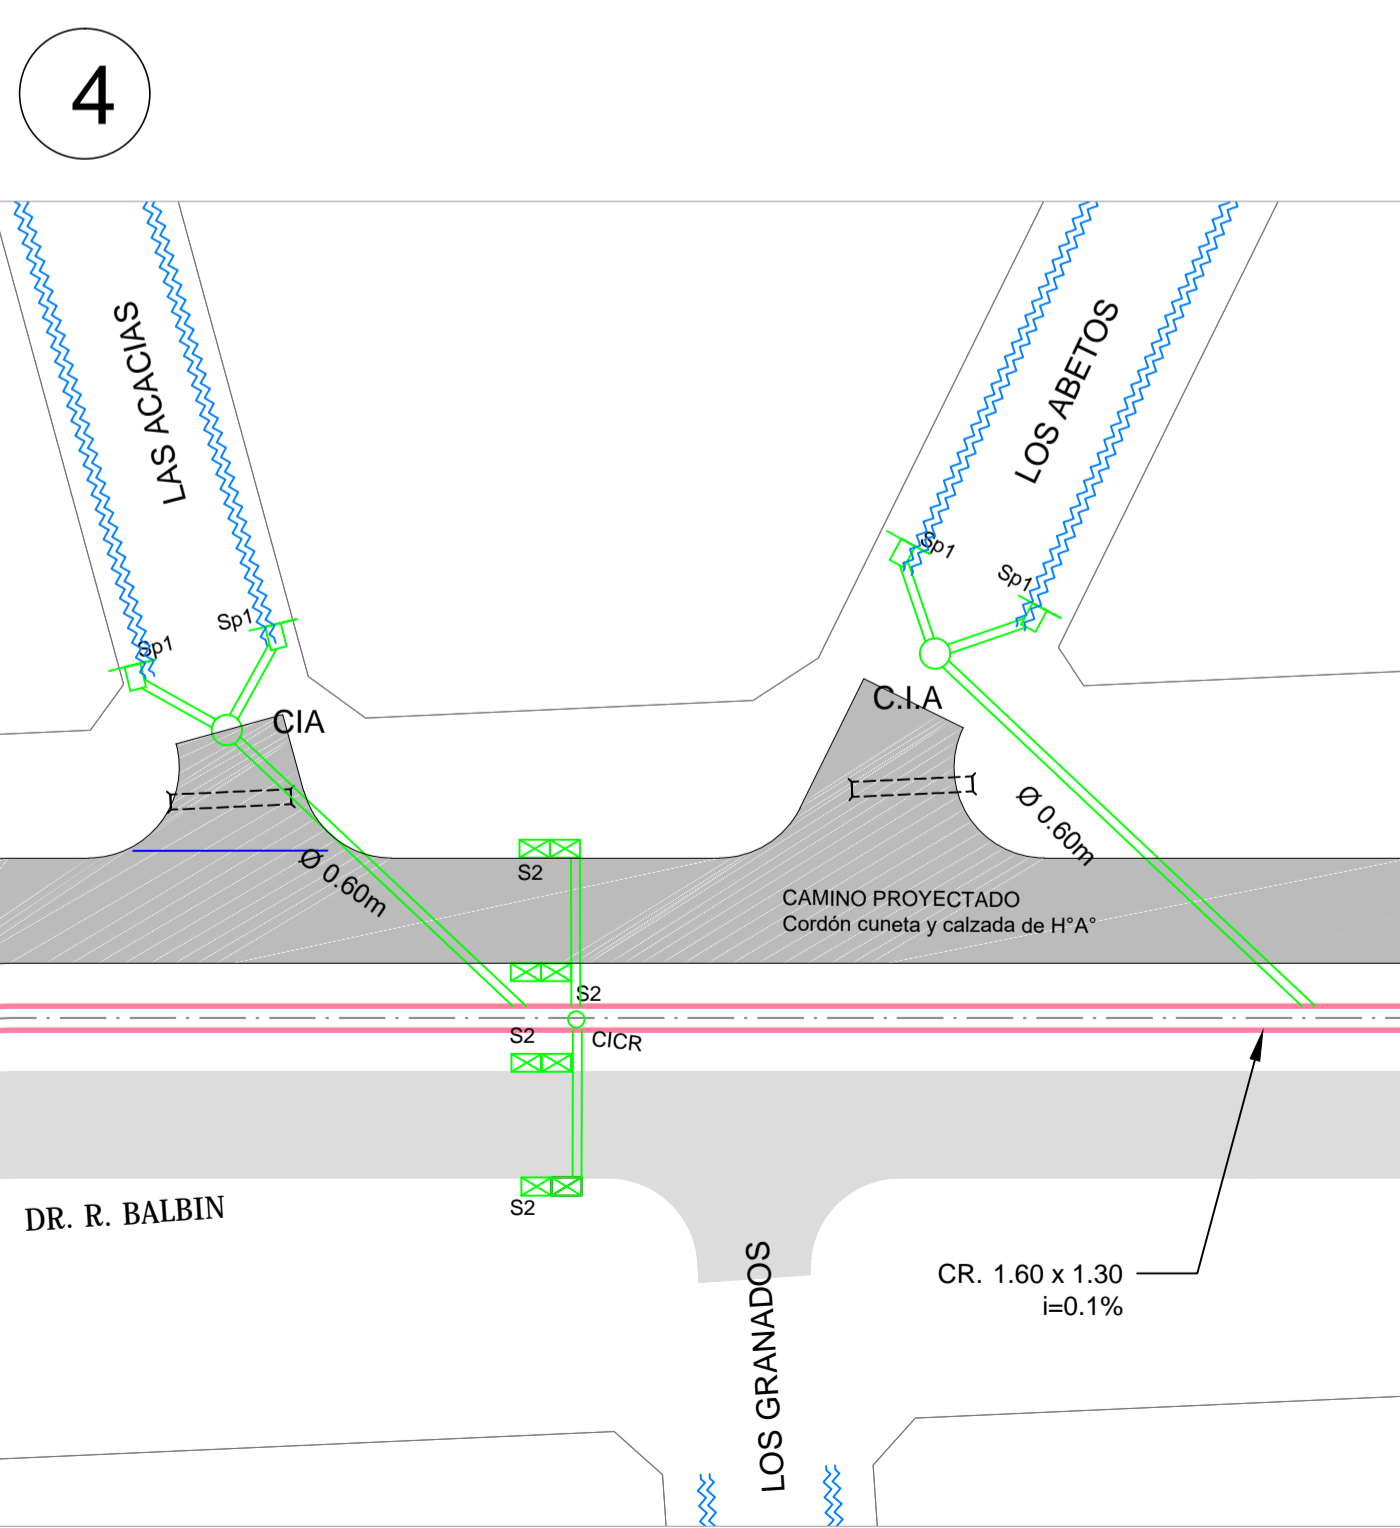 4
LAS ACACIAS
LOS ABETOS
Sp1
Sp1
Sp1
Sp1
CIA
C.I.A
Ø 0.60m
Ø 0.60m
S2
CAMINO PROYECTADO
Cordón cuneta y calzada de H°A°
S2
S2
CICR
S2
DR. R. BALBIN
LOS GRANADOS
CR. 1.60 x 1.30
i=0.1%